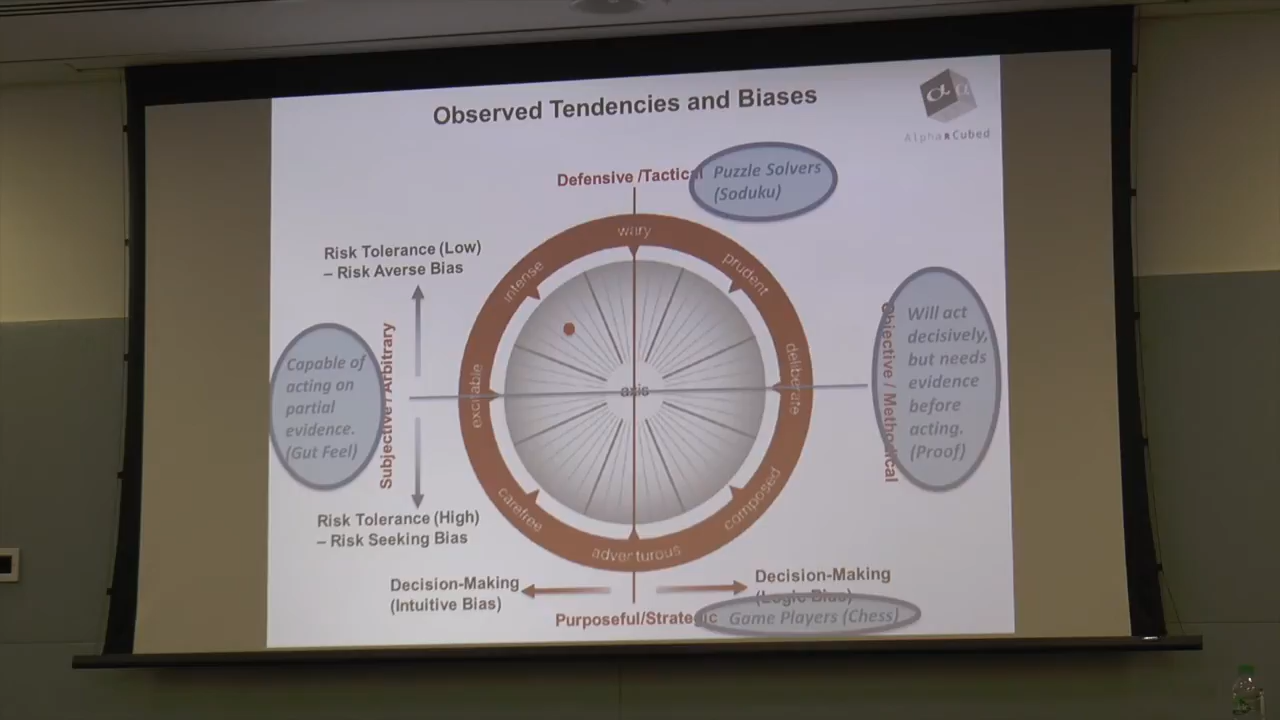 Observed Tendencies and Biases
α α
AlphaRCubed
Defensive /Tactical
Puzzle Solvers
(Soduku)
Risk Tolerance (Low)
– Risk Averse Bias
wary
intense
prudent
Subjective / Arbitrary
Capable of
acting on
partial
evidence.
(Gut Feel)
excitable
axis
deliberate
Objective / Methodical
Will act
decisively,
but needs
evidence
before
acting.
(Proof)
carefree
composed
adventurous
Risk Tolerance (High)
– Risk Seeking Bias
Decision-Making
(Intuitive Bias)
Decision-Making
(Logic Bias)
Purposeful/Strategic
Game Players (Chess)